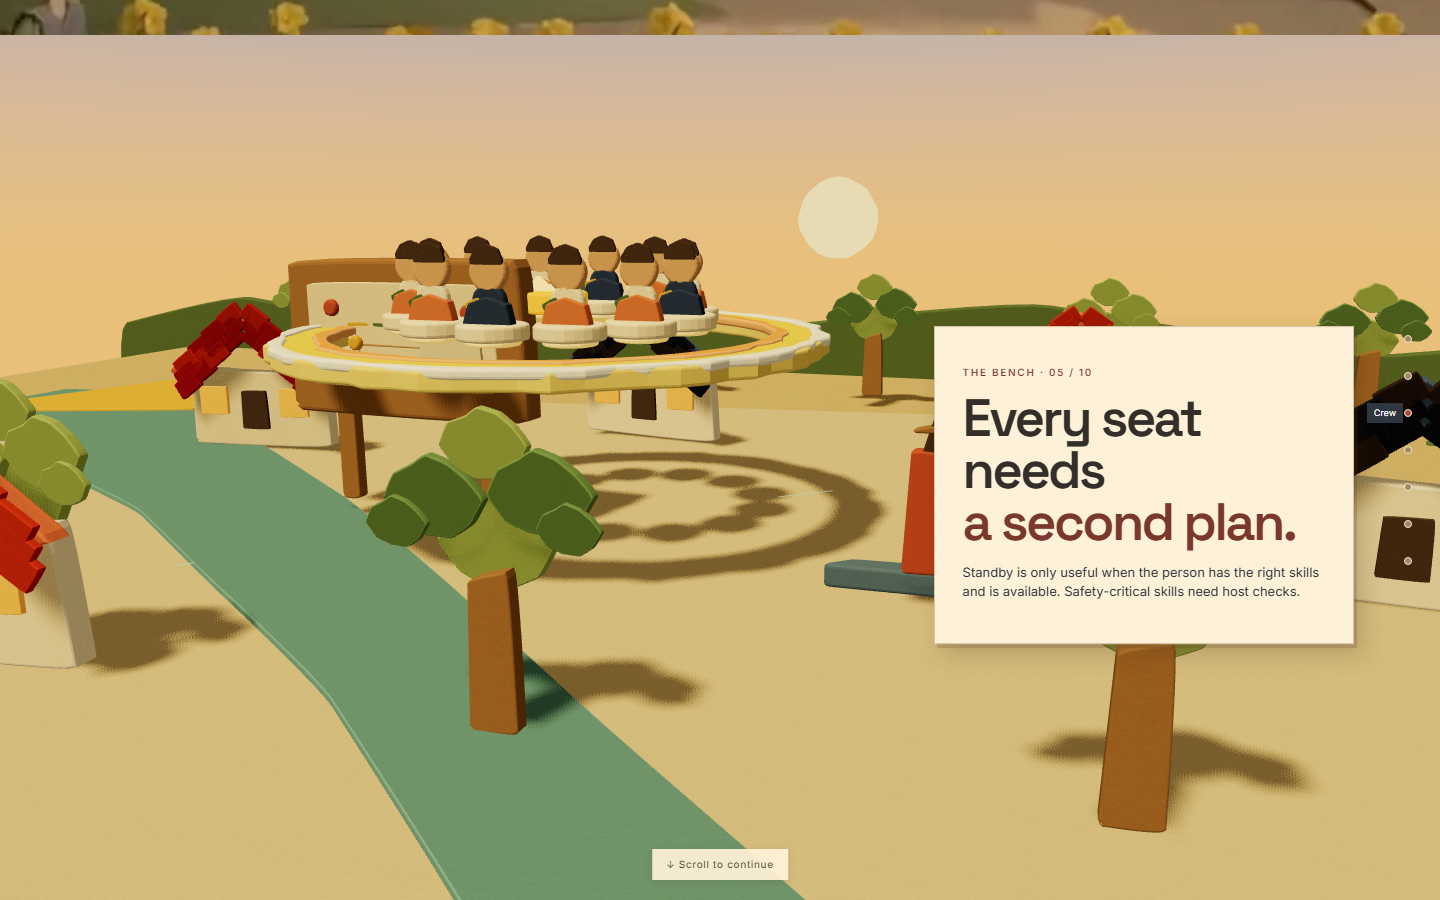 THE BENCH · 05 / 10
Every seat
needs
a second plan.
Standby is only useful when the person has the right skills
and is available. Safety-critical skills need host checks.
Crew
↓ Scroll to continue